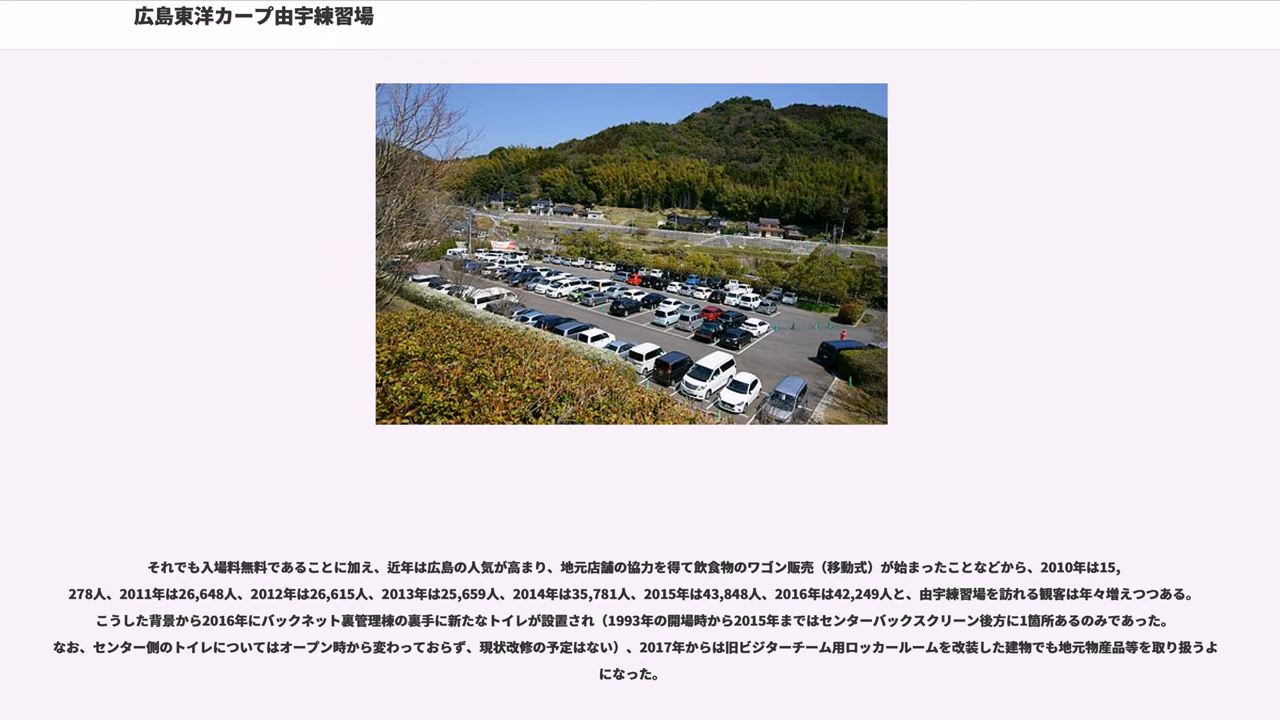 広島東洋カープ由宇練習場
それでも入場料無料であることに加え、近年は広島の人気が高まり、地元店舗の協力を得て飲食物のワゴン販売（移動式）が始まったことなどから、2010年は15,
278人、2011年は26,648人、2012年は26,615人、2013年は25,659人、2014年は35,781人、2015年は43,848人、2016年は42,249人と、由宇練習場を訪れる観客は年々増えつつある。
こうした背景から2016年にバックネット裏管理棟の裏手に新たなトイレが設置され（1993年の開場時から2015年まではセンターバックスクリーン後方に1箇所あるのみであった。
なお、センター側のトイレについてはオープン時から変わっておらず、現状改修の予定はない）、2017年からは旧ビジターチーム用ロッカールームを改装した建物でも地元物産品等を取り扱うよ
になった。